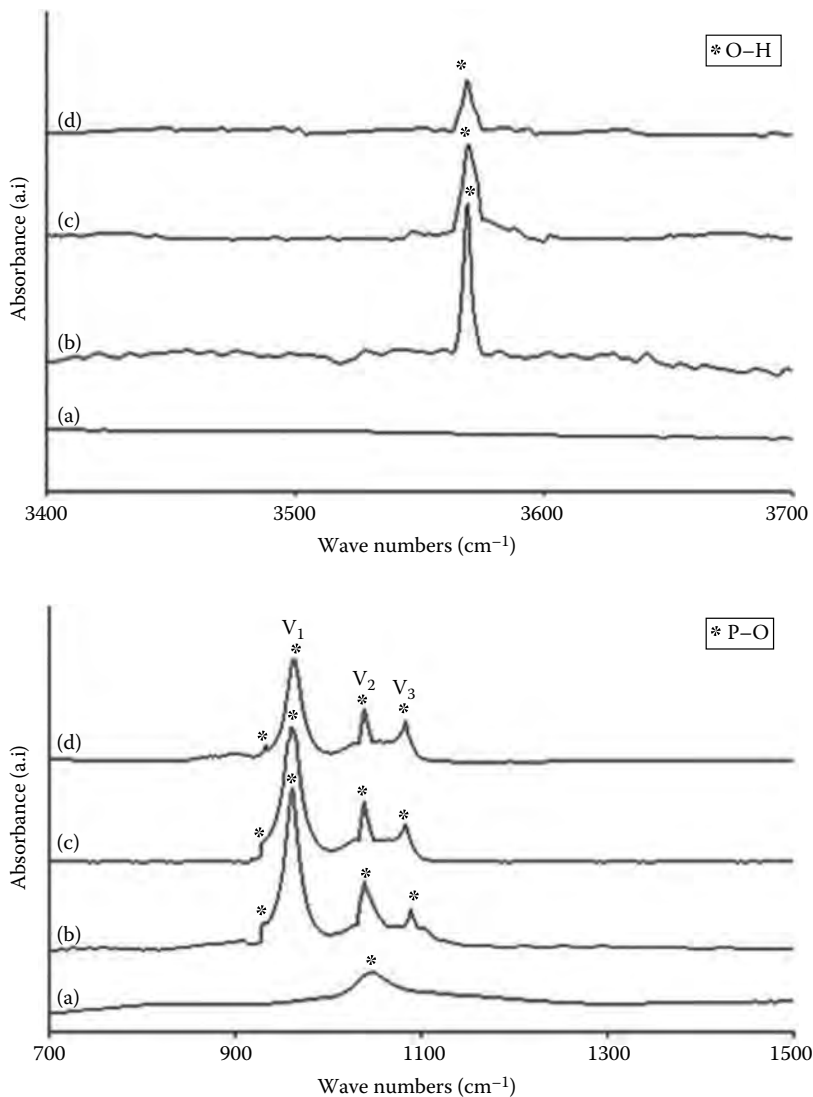 * O–H
*
(d)
*
*
(c)
(b)
(a)
Absorbance (a.i)
3400 3500 3600 3700
Wave numbers (cm⁻¹)
* P–O
V₁
*
V₂ V₃
* *
*
(d)
*
*
* *
*
(c)
* *
*
(b)
*
(a)
Absorbance (a.i)
700 900 1100 1300 1500
Wave numbers (cm⁻¹)